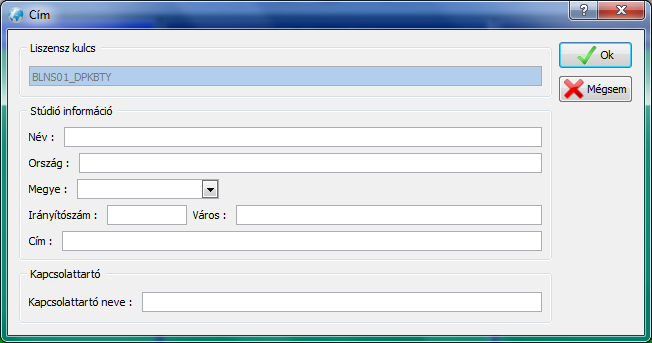 Cím
Liszensz kulcs
Ok
BLNS01_DPKBTY
Mégsem
Stúdió információ
Név :
Ország :
Megye :
Irányítószám : Város :
Cím :
Kapcsolattartó
Kapcsolattartó neve :